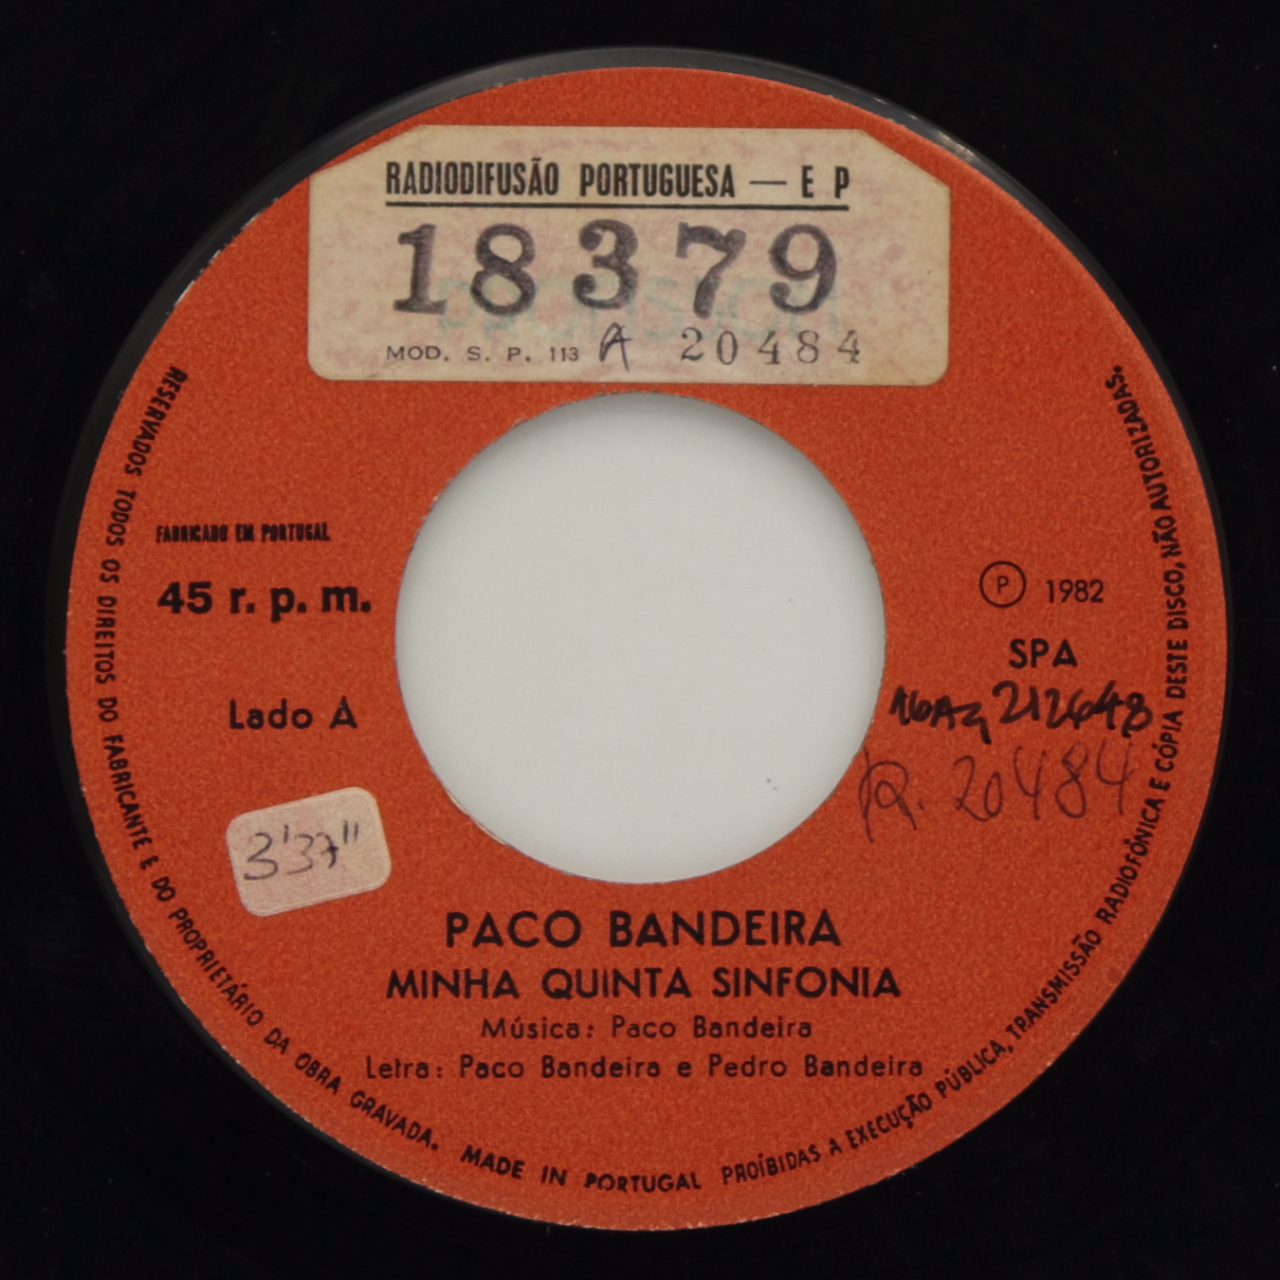 RADIODIFUSÃO PORTUGUESA — E P
18379
MOD. S. P. 113 A 20484
FABRICADO EM PORTUGAL
45 r. p. m.
Lado A
P 1982
SPA
212648
R. 20484
3'37"
PACO BANDEIRA
MINHA QUINTA SINFONIA
Música: Paco Bandeira
Letra: Paco Bandeira e Pedro Bandeira
RESERVADOS TODOS OS DIREITOS DO FABRICANTE E DO PROPRIETÁRIO DA OBRA GRAVADA. MADE IN PORTUGAL PROÍBIDAS A EXECUÇÃO PÚBLICA, TRANSMISSÃO RADIOFÓNICA E CÓPIA DESTE DISCO, NÃO AUTORIZADAS.